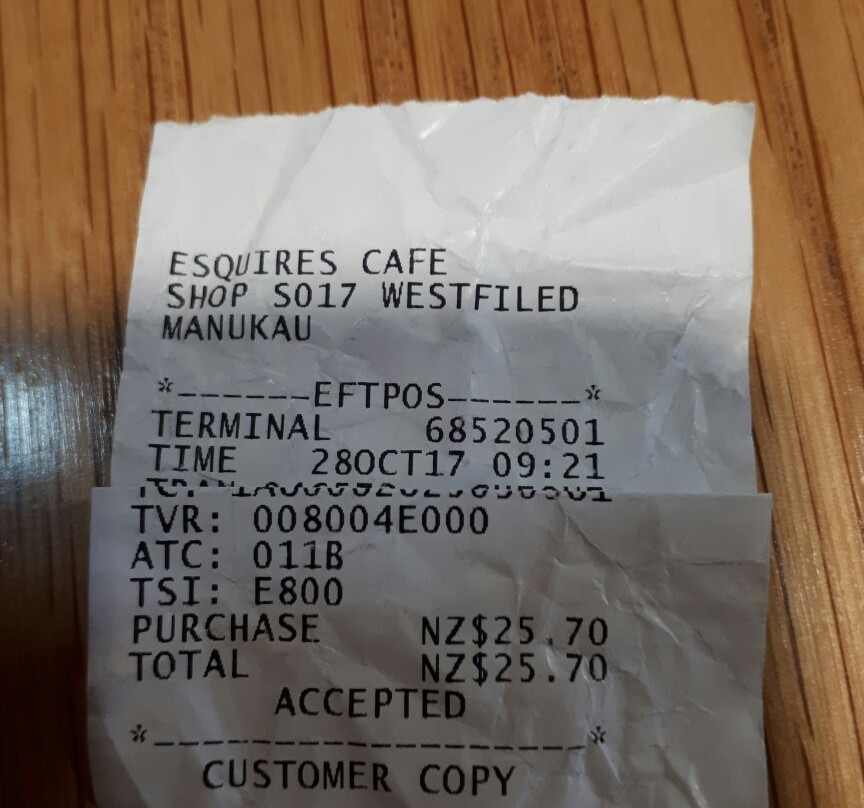 ESQUIRES CAFE
SHOP S017 WESTFILED
MANUKAU
*------EFTPOS------*
TERMINAL 68520501
TIME 28OCT17 09:21
TVR: 008004E000
ATC: 011B
TSI: E800
PURCHASE NZ$25.70
TOTAL NZ$25.70
ACCEPTED
*--------------------*
CUSTOMER COPY